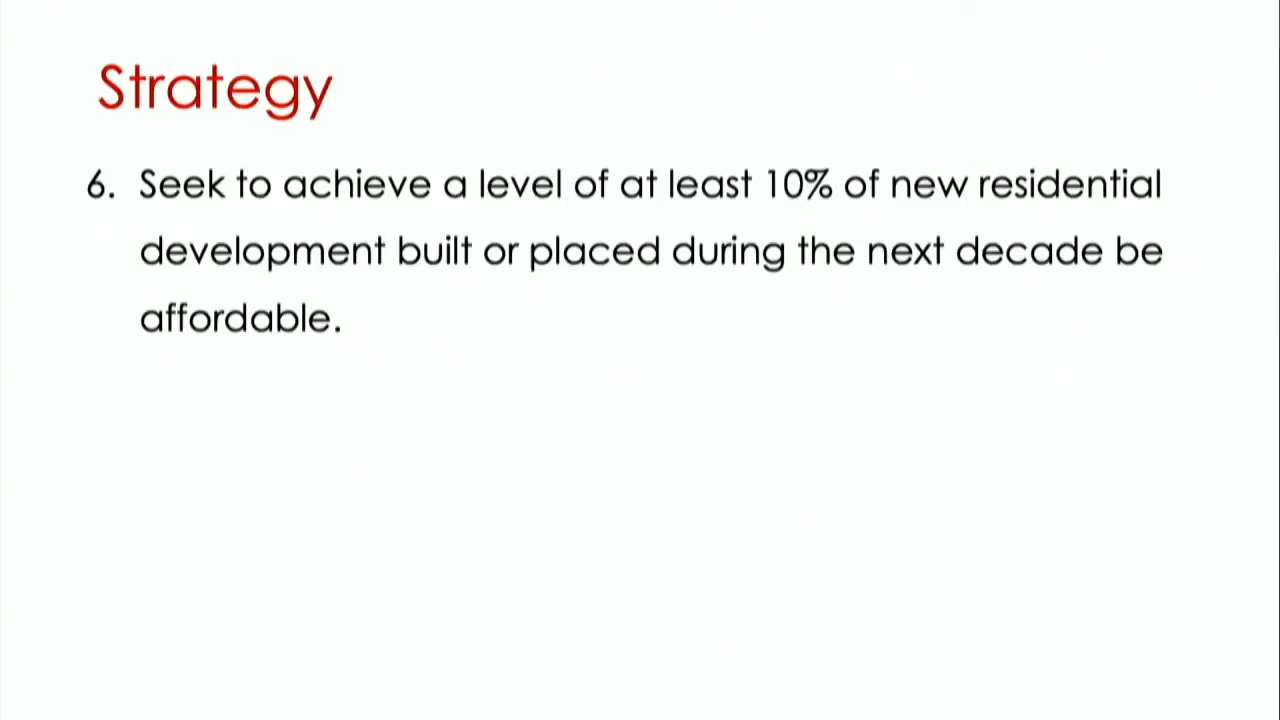 Strategy
6. Seek to achieve a level of at least 10% of new residential
development built or placed during the next decade be
affordable.